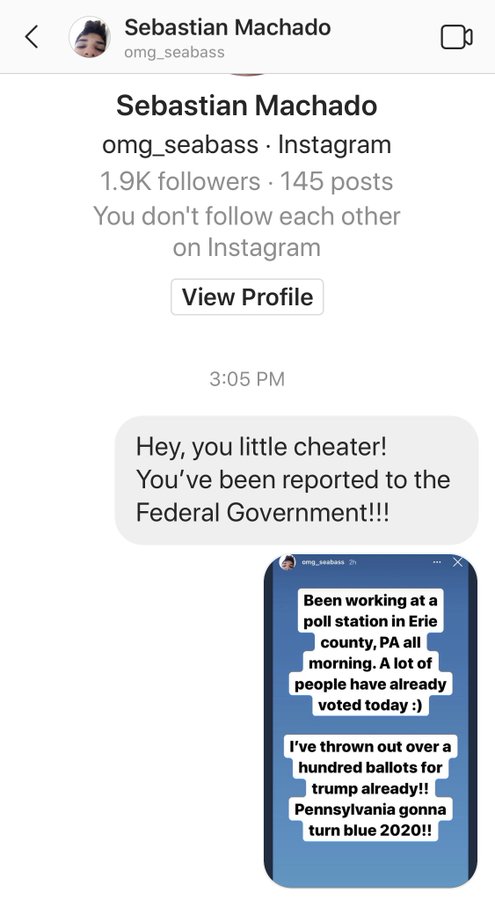 Sebastian Machado
omg_seabass
Sebastian Machado
omg_seabass · Instagram
1.9K followers · 145 posts
You don't follow each other
on Instagram
View Profile
3:05 PM
Hey, you little cheater!
You’ve been reported to the
Federal Government!!!
omg_seabass 2h
Been working at a
poll station in Erie
county, PA all
morning. A lot of
people have already
voted today :)
I’ve thrown out over a
hundred ballots for
trump already!!
Pennsylvania gonna
turn blue 2020!!